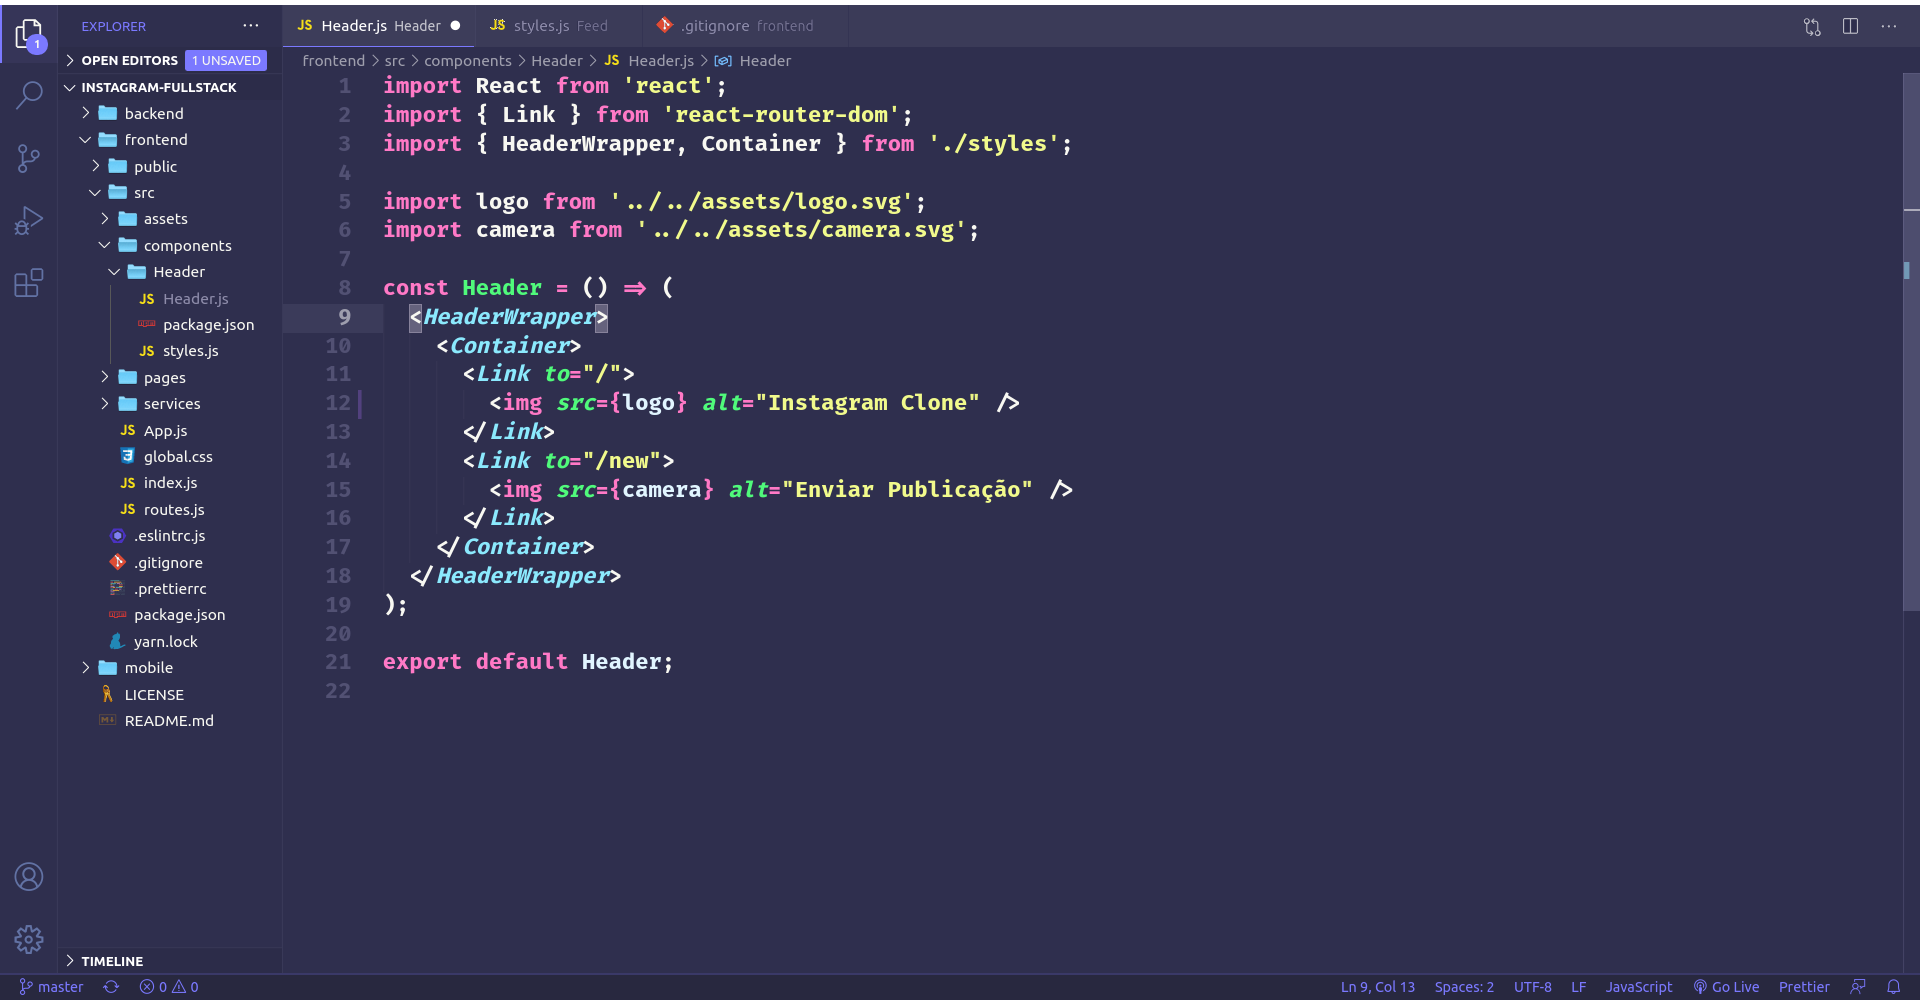 EXPLORER ···
OPEN EDITORS 1 UNSAVED
INSTAGRAM-FULLSTACK
backend
frontend
public
src
assets
components
Header
JS Header.js
package.json
JS styles.js
pages
services
JS App.js
global.css
JS index.js
JS routes.js
.eslintrc.js
.gitignore
.prettierrc
package.json
yarn.lock
mobile
LICENSE
README.md
TIMELINE
1
JS Header.js Header JS styles.js Feed .gitignore frontend ···
frontend > src > components > Header > JS Header.js > Header
1 import React from 'react';
2 import { Link } from 'react-router-dom';
3 import { HeaderWrapper, Container } from './styles';
4
5 import logo from '../../assets/logo.svg';
6 import camera from '../../assets/camera.svg';
7
8 const Header = () => (
9 <HeaderWrapper>
10 <Container>
11 <Link to="/">
12 <img src={logo} alt="Instagram Clone" />
13 </Link>
14 <Link to="/new">
15 <img src={camera} alt="Enviar Publicação" />
16 </Link>
17 </Container>
18 </HeaderWrapper>
19 );
20
21 export default Header;
22
master 0 0 Ln 9, Col 13 Spaces: 2 UTF-8 LF JavaScript Go Live Prettier